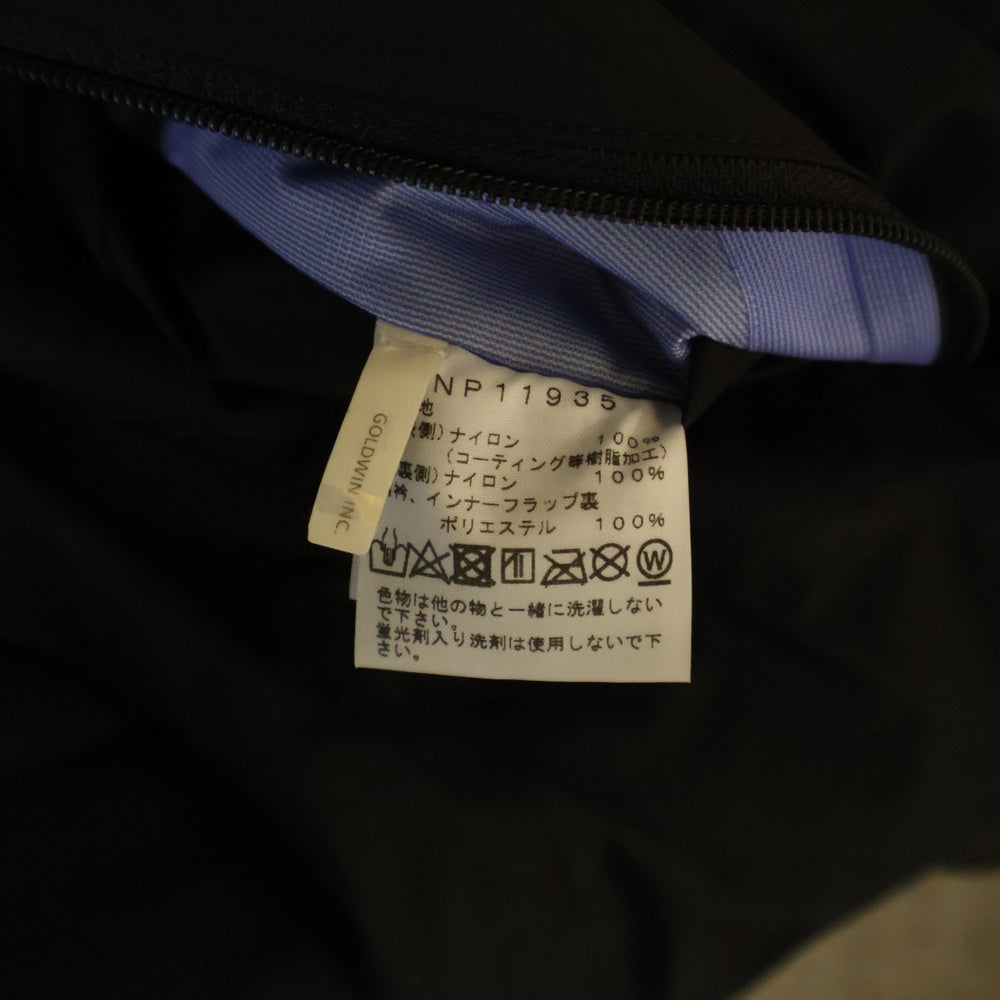 NP11935
地
側)ナイロン 100%
(コーティング等樹脂加工)
裏側)ナイロン 100%
衿、インナーフラップ裏
ポリエステル 100%
W
色物は他の物と一緒に洗濯しない
で下さい。
蛍光剤入り洗剤は使用しないで下
さい。
GOLDWIN INC.